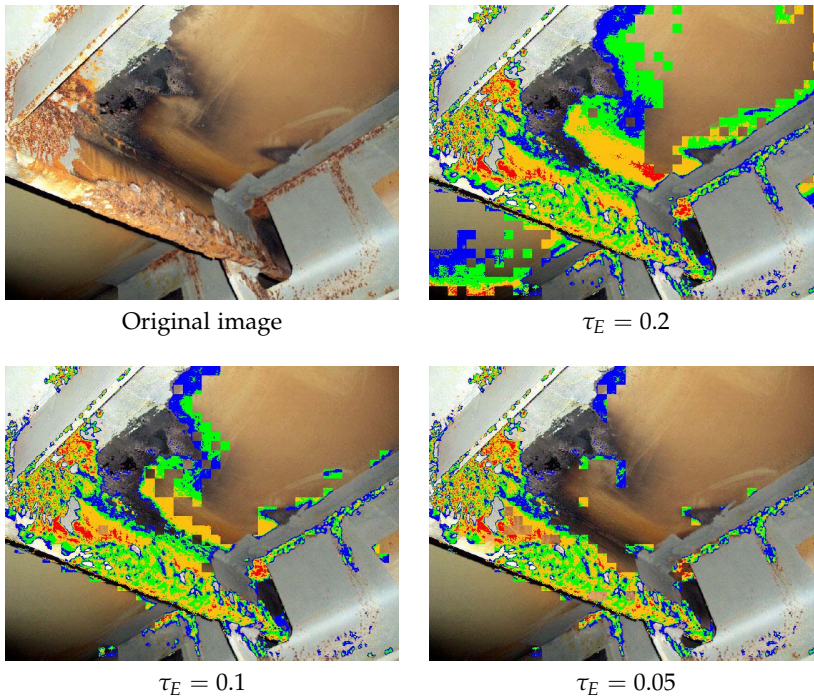 Original image
τ_E = 0.2
τ_E = 0.1
τ_E = 0.05